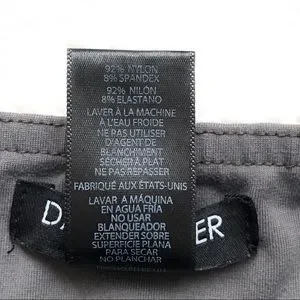 92% NYLON
8% SPANDEX
92% NILÓN
8% ELASTANO
LAVER À LA MACHINE
À L'EAU FROIDE
NE PAS UTILISER
D'AGENT DE
BLANCHIMENT
SÉCHER À PLAT
NE PAS REPASSER
FABRIQUÉ AUX ÉTATS-UNIS
LAVAR A MÁQUINA
EN AGUA FRÍA
NO USAR
BLANQUEADOR
EXTENDER SOBRE
SUPERFICIE PLANA
PARA SECAR
NO PLANCHAR
D
ER